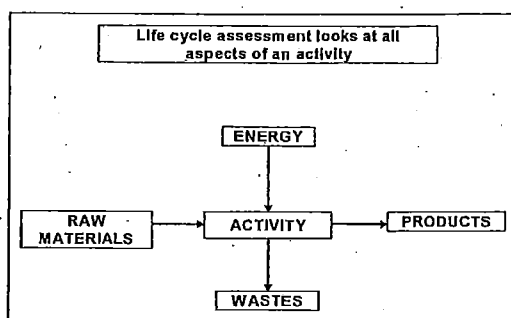 Life cycle assessment looks at all
aspects of an activity
ENERGY
RAW
MATERIALS
ACTIVITY
PRODUCTS
WASTES